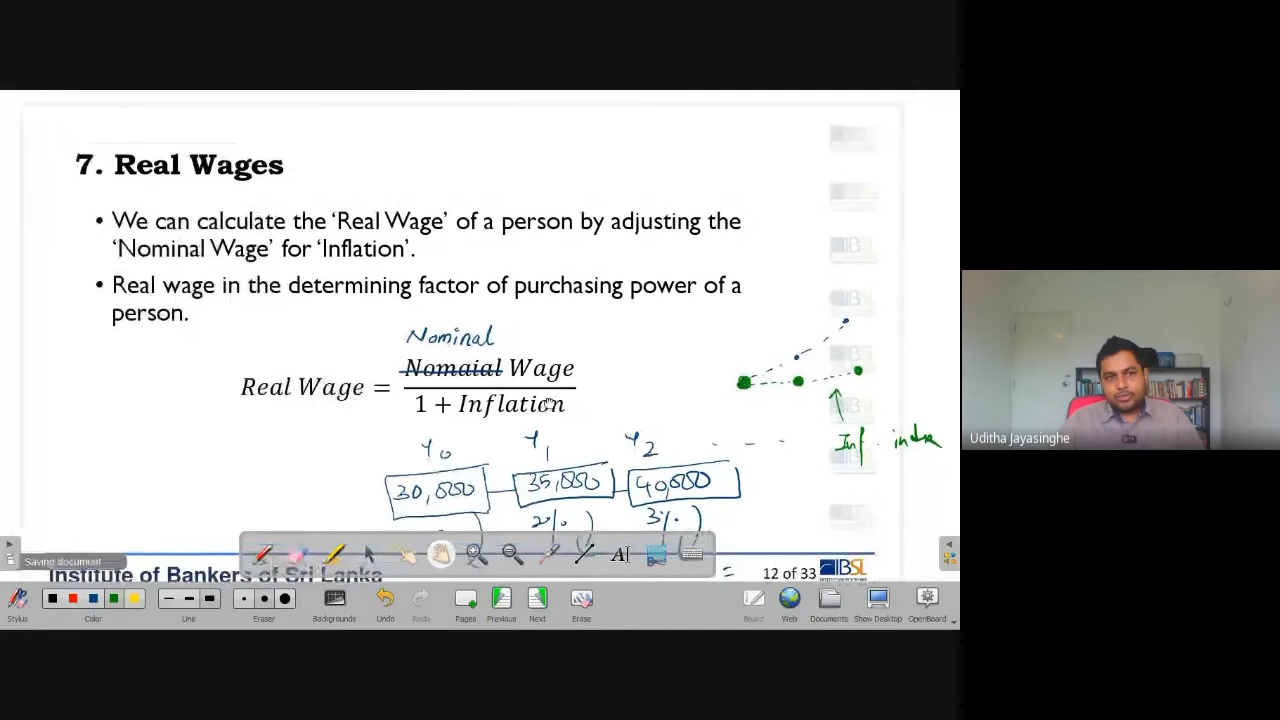 7. Real Wages
• We can calculate the ‘Real Wage’ of a person by adjusting the
‘Nominal Wage’ for ‘Inflation’.
• Real wage in the determining factor of purchasing power of a
person.
Nominal
Real Wage = Nomaial Wage
1 + Inflation
Inf. index
Y0 Y1 Y2 - - - -
30,000 35,000 40,000
2%) 3%)
Uditha Jayasinghe
Saving document
Institute of Bankers of Sri Lanka
=
12 of 33
IBSL
Stylus Color Line Eraser Backgrounds Undo Redo Pages Previous Next Erase Board Web Documents Show Desktop OpenBoard